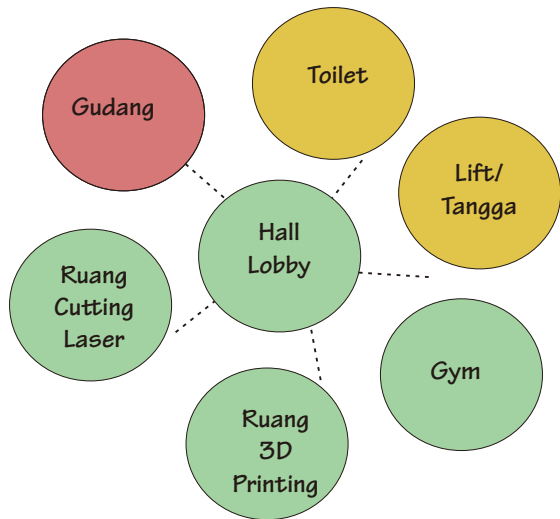 Toilet
Gudang
Lift/
Tangga
Hall
Lobby
Ruang
Cutting
Laser
Gym
Ruang
3D
Printing